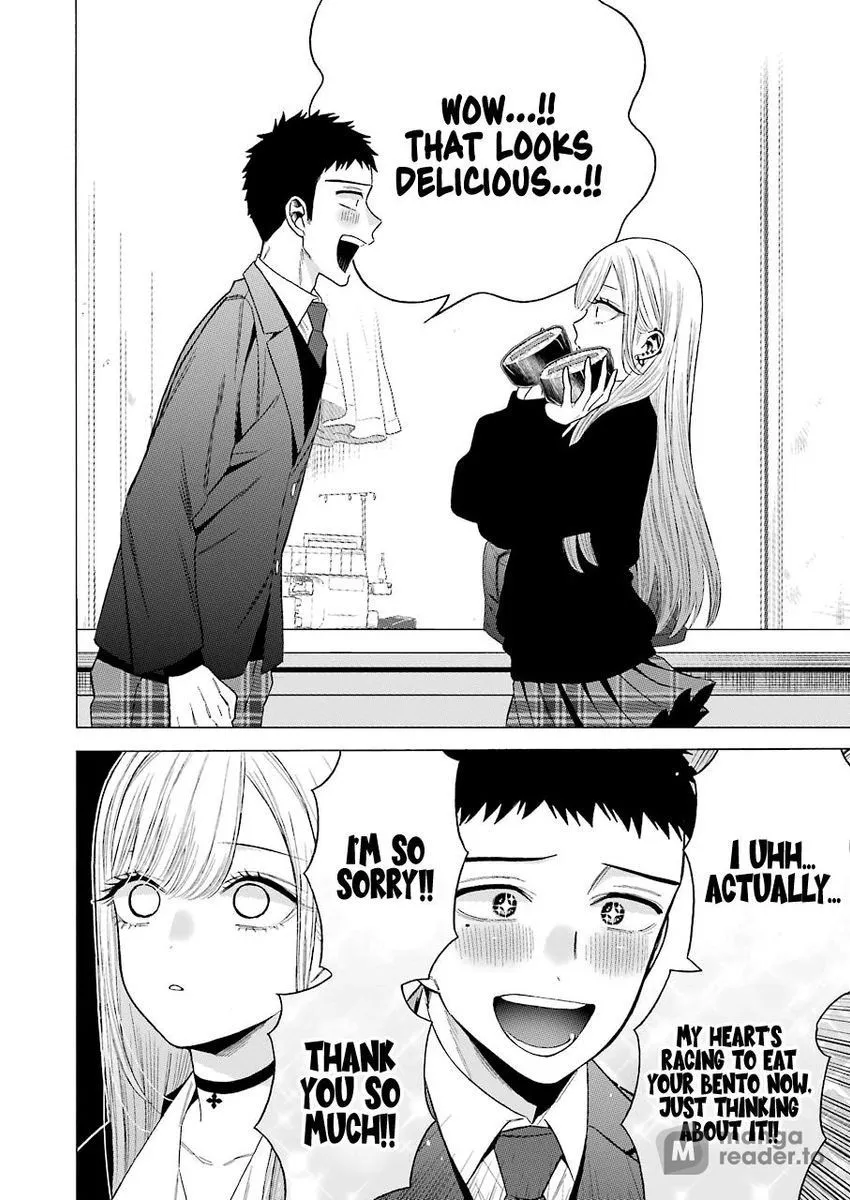 WOW...!!
THAT LOOKS
DELICIOUS...!!
I UHH...
ACTUALLY...
MY HEART'S
RACING TO EAT
YOUR BENTO NOW.
JUST THINKING
ABOUT IT!!
I'M SO
SORRY!!
THANK
YOU SO
MUCH!!
M manga
reader.to